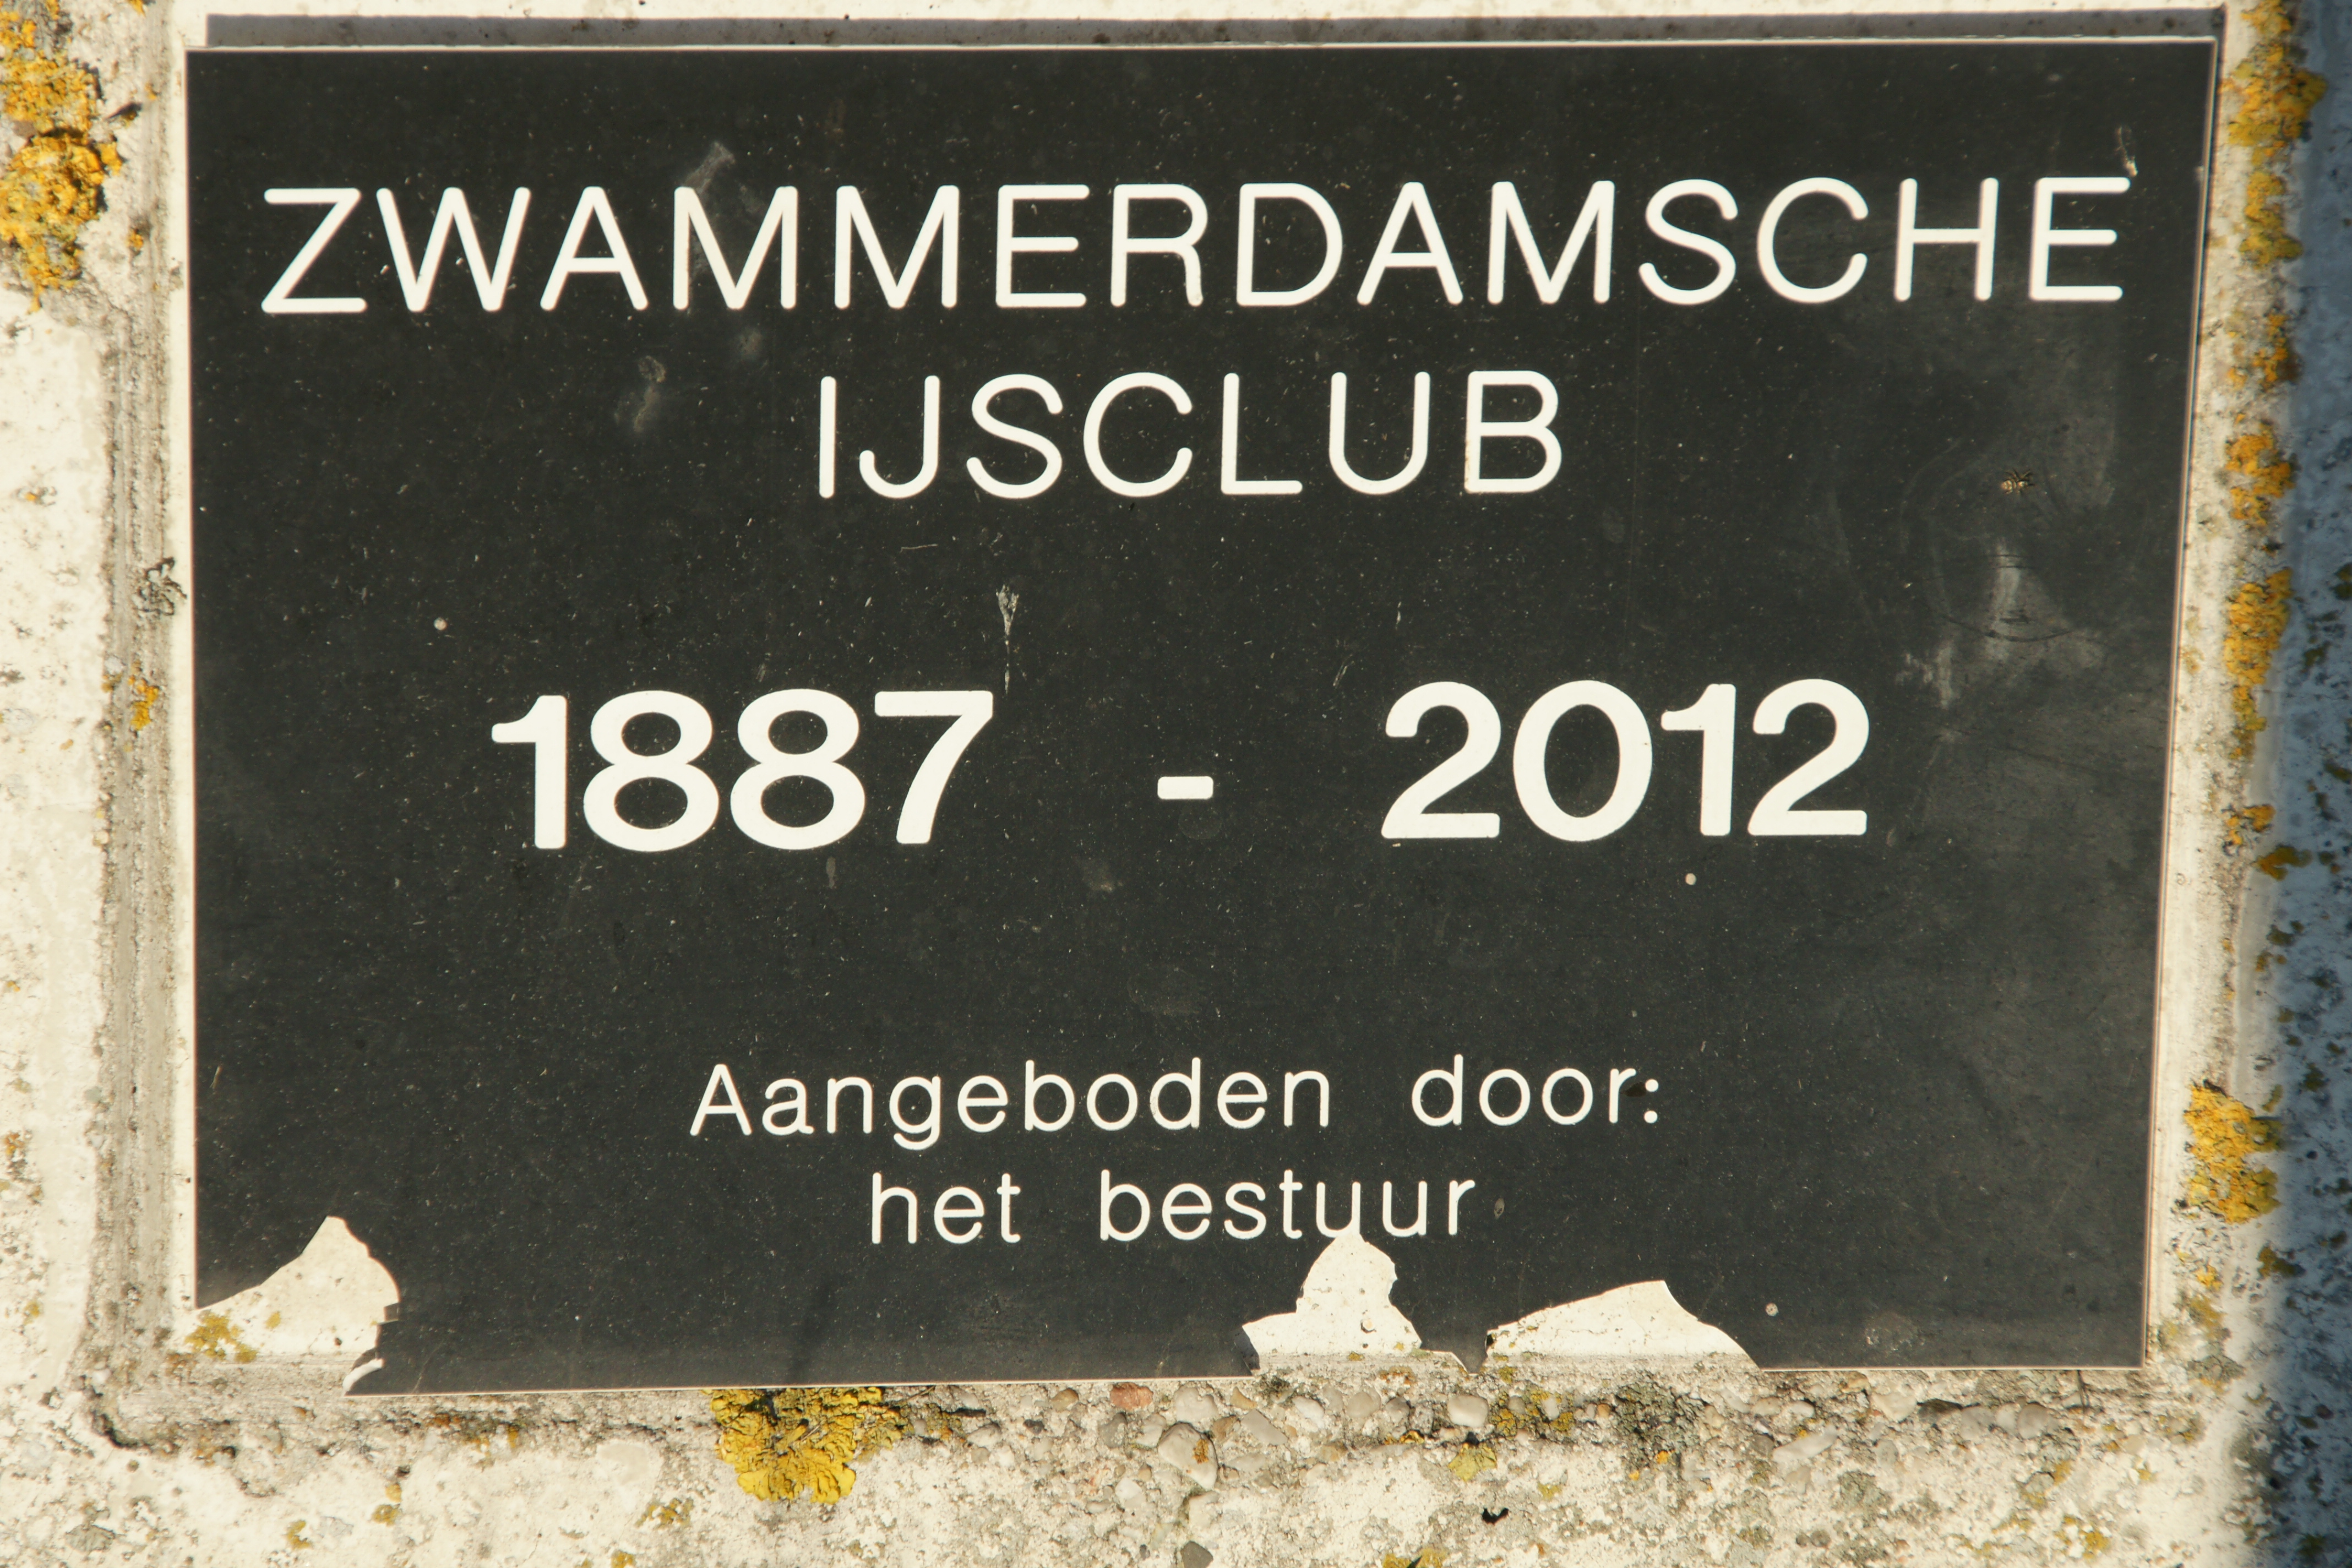 ZWAMMERDAMSCHE
IJSCLUB
1887 - 2012
Aangeboden door:
het bestuur